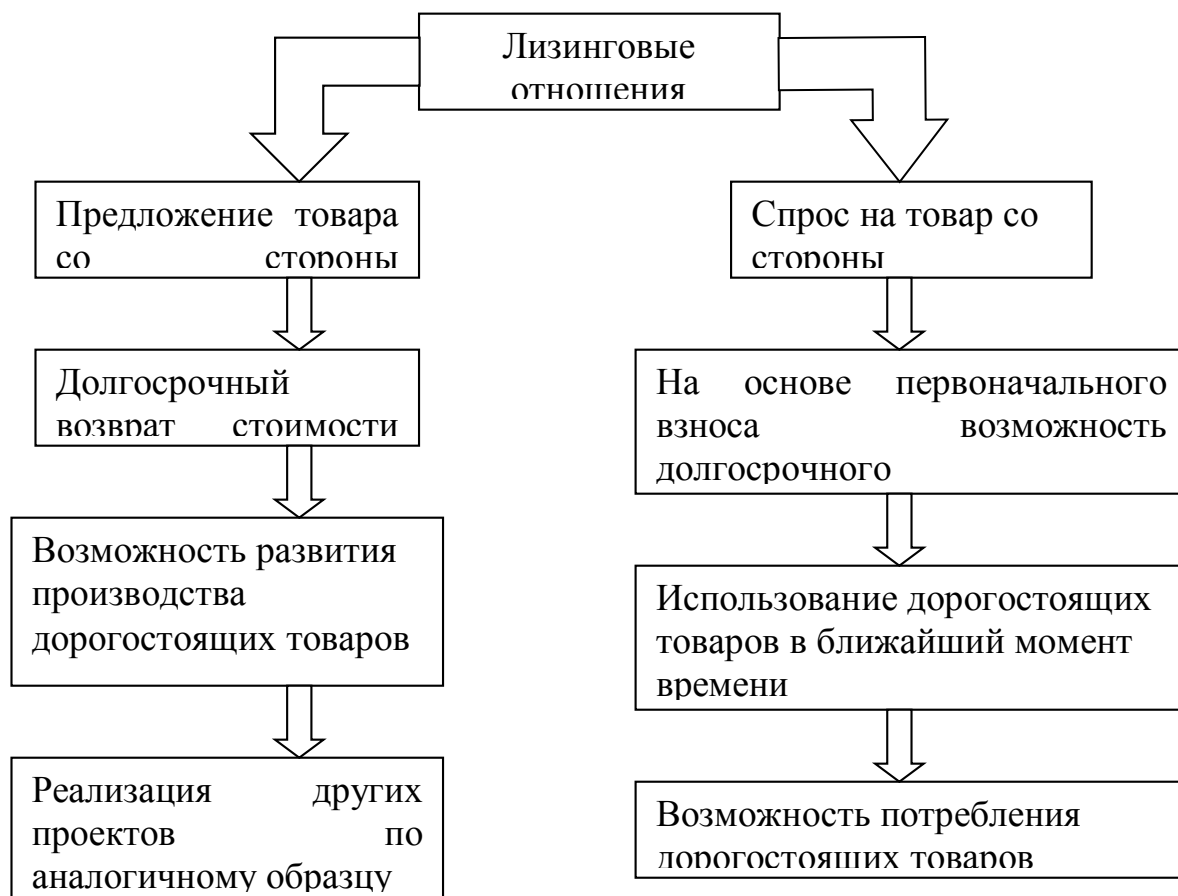 Лизинговые
отношения
Предложение товара
со стороны
Долгосрочный
возврат стоимости
Возможность развития
производства
дорогостоящих товаров
Реализация других
проектов по
аналогичному образцу
Спрос на товар со
стороны
На основе первоначального
взноса возможность
долгосрочного
Использование дорогостоящих
товаров в ближайший момент
времени
Возможность потребления
дорогостоящих товаров